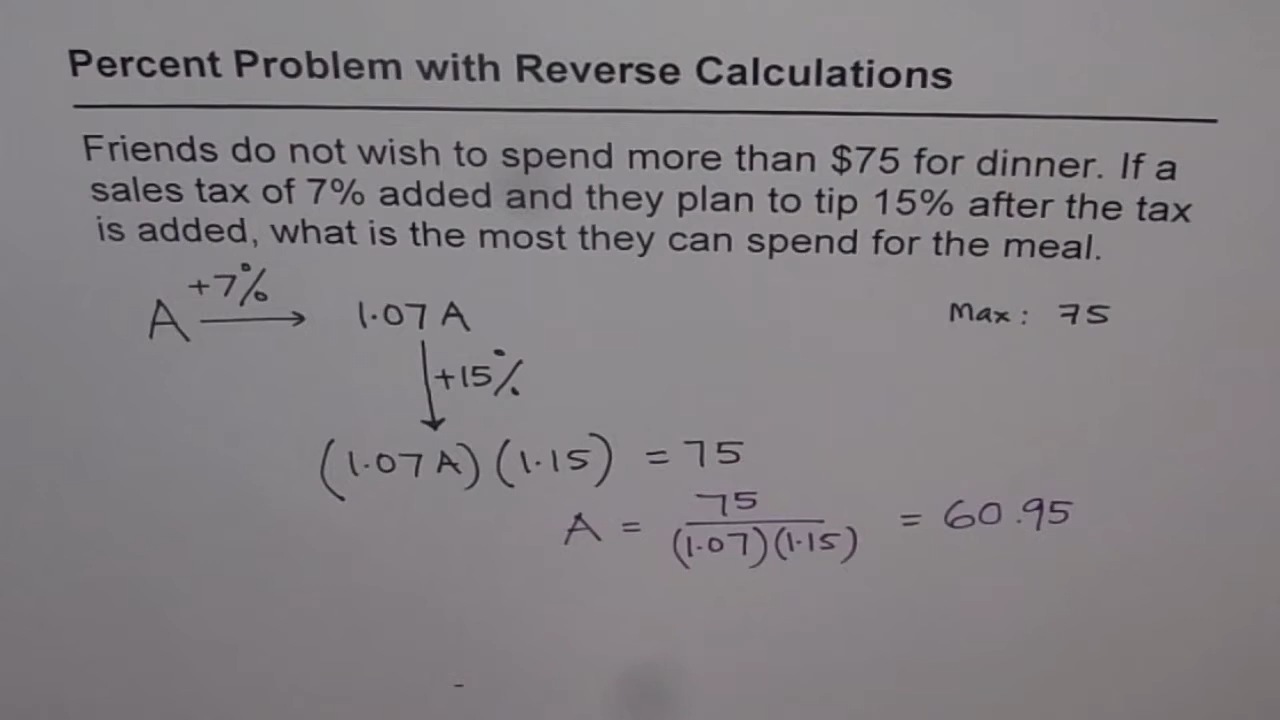 Percent Problem with Reverse Calculations
Friends do not wish to spend more than $75 for dinner. If a
sales tax of 7% added and they plan to tip 15% after the tax
is added, what is the most they can spend for the meal.
A +7% → 1.07A
Max: 75
↓ +15%
(1.07A)(1.15) = 75
A = 75/(1.07)(1.15) = 60.95